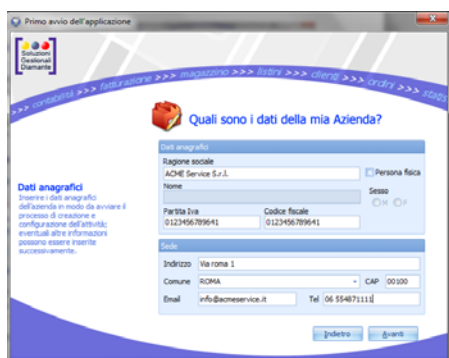 Primo avvio dell'applicazione
Soluzioni
Gestionali
Diamante
>>> contabilità >>> fatturazione >>> magazzino >>> listini >>> clienti >>> ordini >>> statis
Quali sono i dati della mia Azienda?
Dati anagrafici
Inserire i dati anagrafici
dell'azienda in modo da avviare il
processo di creazione e
configurazione dell'attività;
eventuali altre informazioni
possono essere inserite
successivamente.
Dati anagrafici
Ragione sociale
ACME Service S.r.l.
Persona fisica
Nome
Sesso
M F
Partita Iva
Codice fiscale
0123456789641
0123456789641
Sede
Indirizzo Via roma 1
Comune ROMA CAP 00100
Email info@acmeservice.it Tel 06 554871111
Indietro Avanti